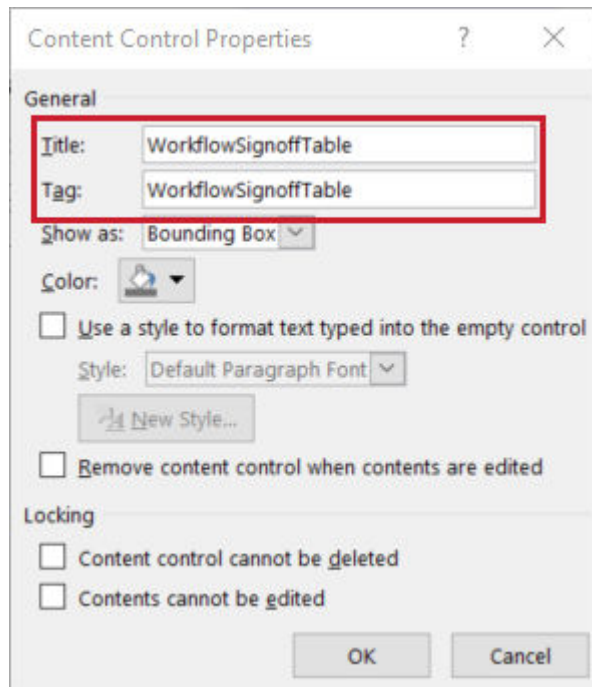 Content Control Properties ?
General
Title: WorkflowSignoffTable
Tag: WorkflowSignoffTable
Show as: Bounding Box
Color:
Use a style to format text typed into the empty control
Style: Default Paragraph Font
New Style...
Remove content control when contents are edited
Locking
Content control cannot be deleted
Contents cannot be edited
OK Cancel